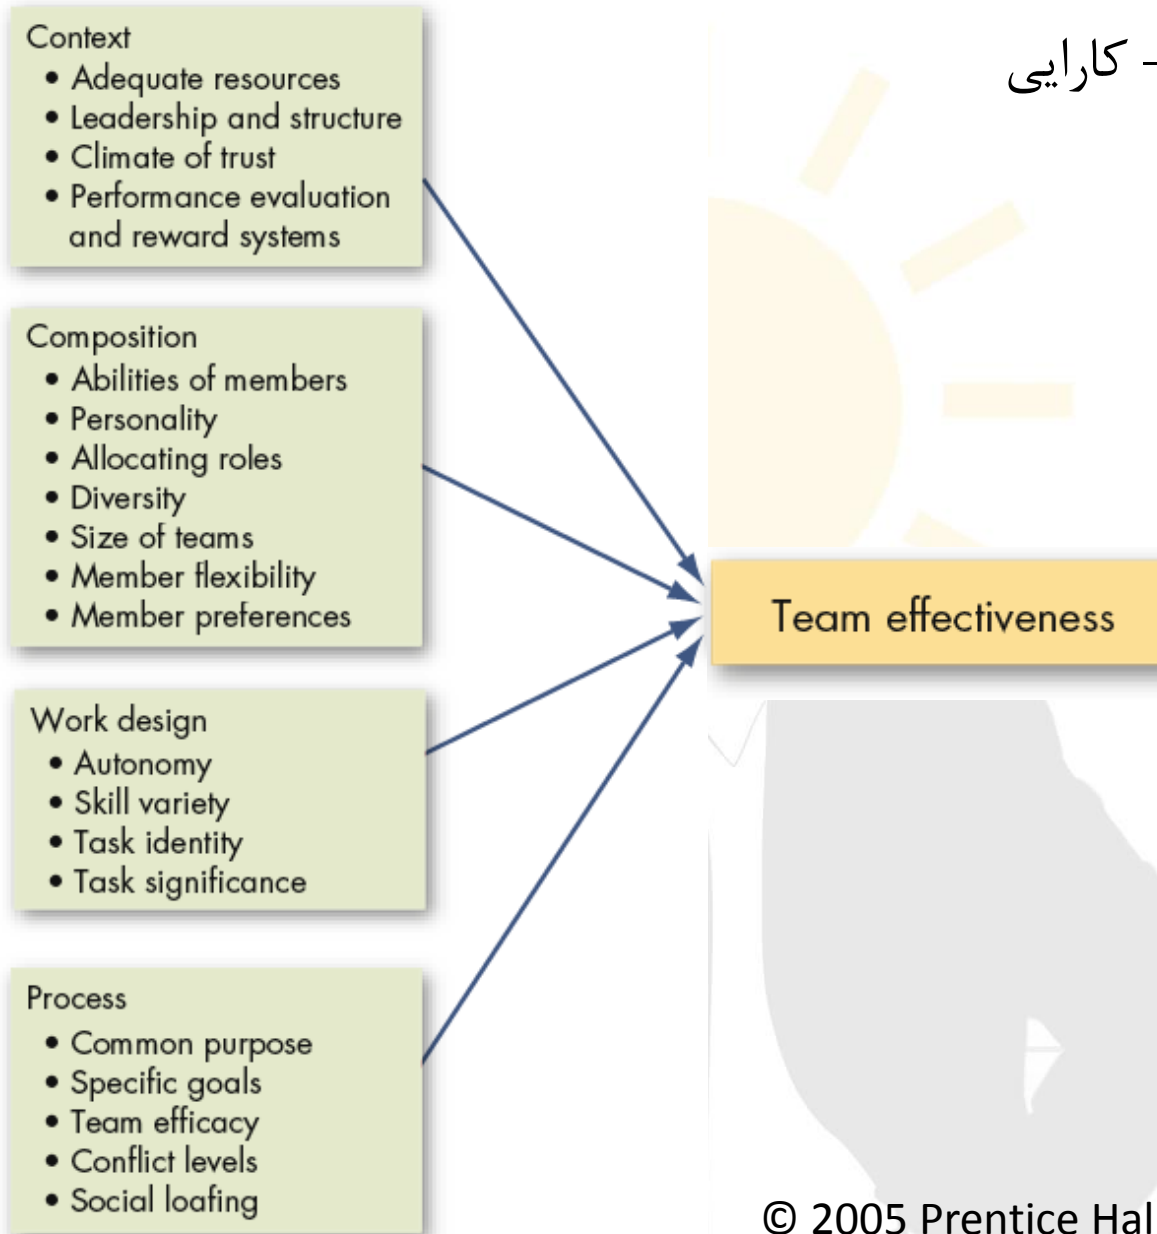 - کارایی
Context
• Adequate resources
• Leadership and structure
• Climate of trust
• Performance evaluation
and reward systems
Composition
• Abilities of members
• Personality
• Allocating roles
• Diversity
• Size of teams
• Member flexibility
• Member preferences
Work design
• Autonomy
• Skill variety
• Task identity
• Task significance
Process
• Common purpose
• Specific goals
• Team efficacy
• Conflict levels
• Social loafing
Team effectiveness
© 2005 Prentice Hal